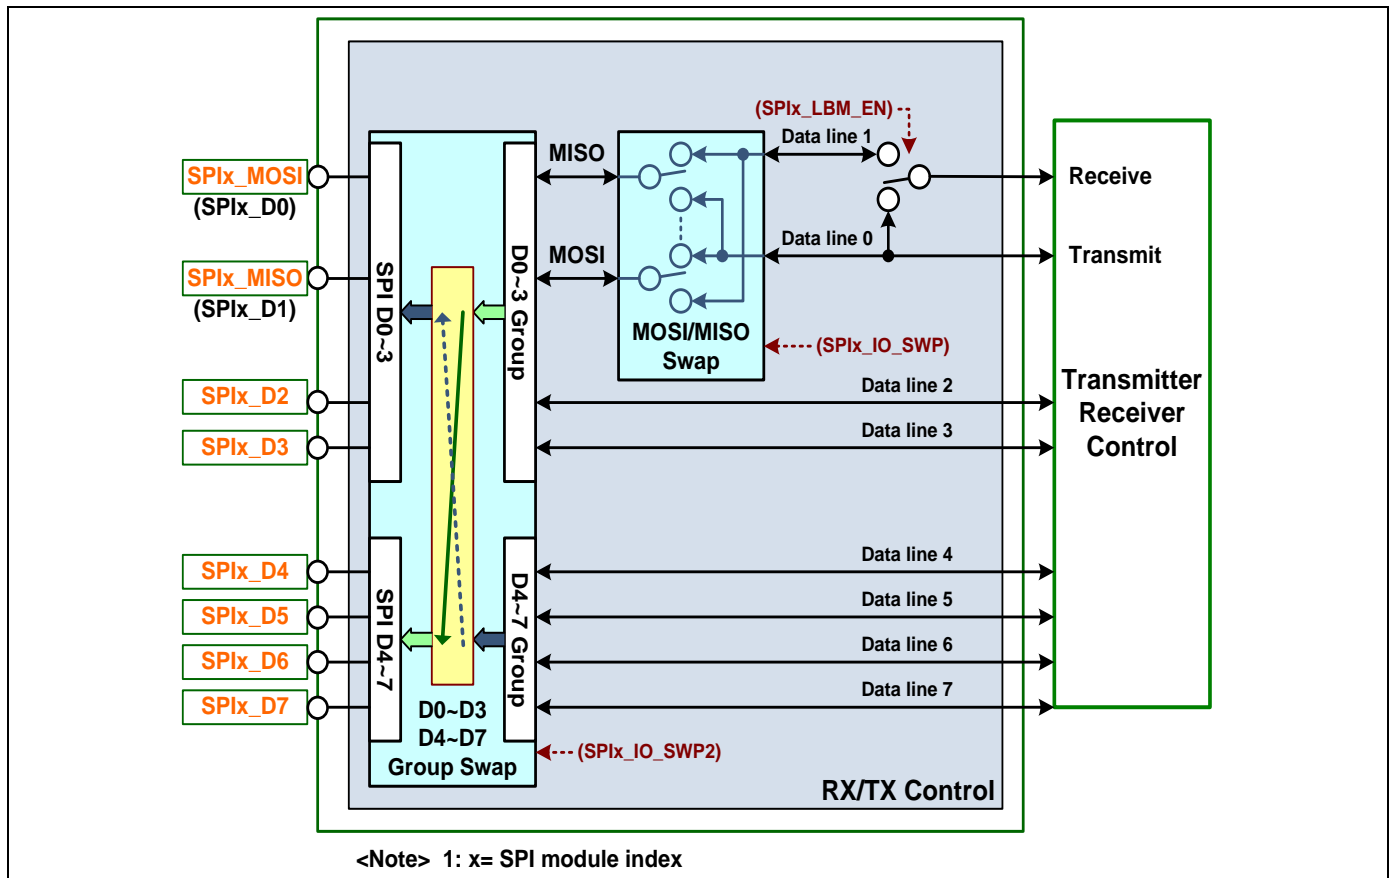 (SPIx_LBM_EN)
Data line 1
MISO
SPIx_MOSI
(SPIx_D0)
Receive
Data line 0
MOSI
Transmit
SPIx_MISO
(SPIx_D1)
SPI D0~3
D0~3 Group
MOSI/MISO
Swap
(SPIx_IO_SWP)
Transmitter
Receiver
Control
SPIx_D2
Data line 2
SPIx_D3
Data line 3
SPIx_D4
Data line 4
SPIx_D5
Data line 5
SPIx_D6
Data line 6
SPIx_D7
Data line 7
SPI D4~7
D4~7 Group
D0~D3
D4~D7
Group Swap
(SPIx_IO_SWP2)
RX/TX Control
<Note> 1: x= SPI module index